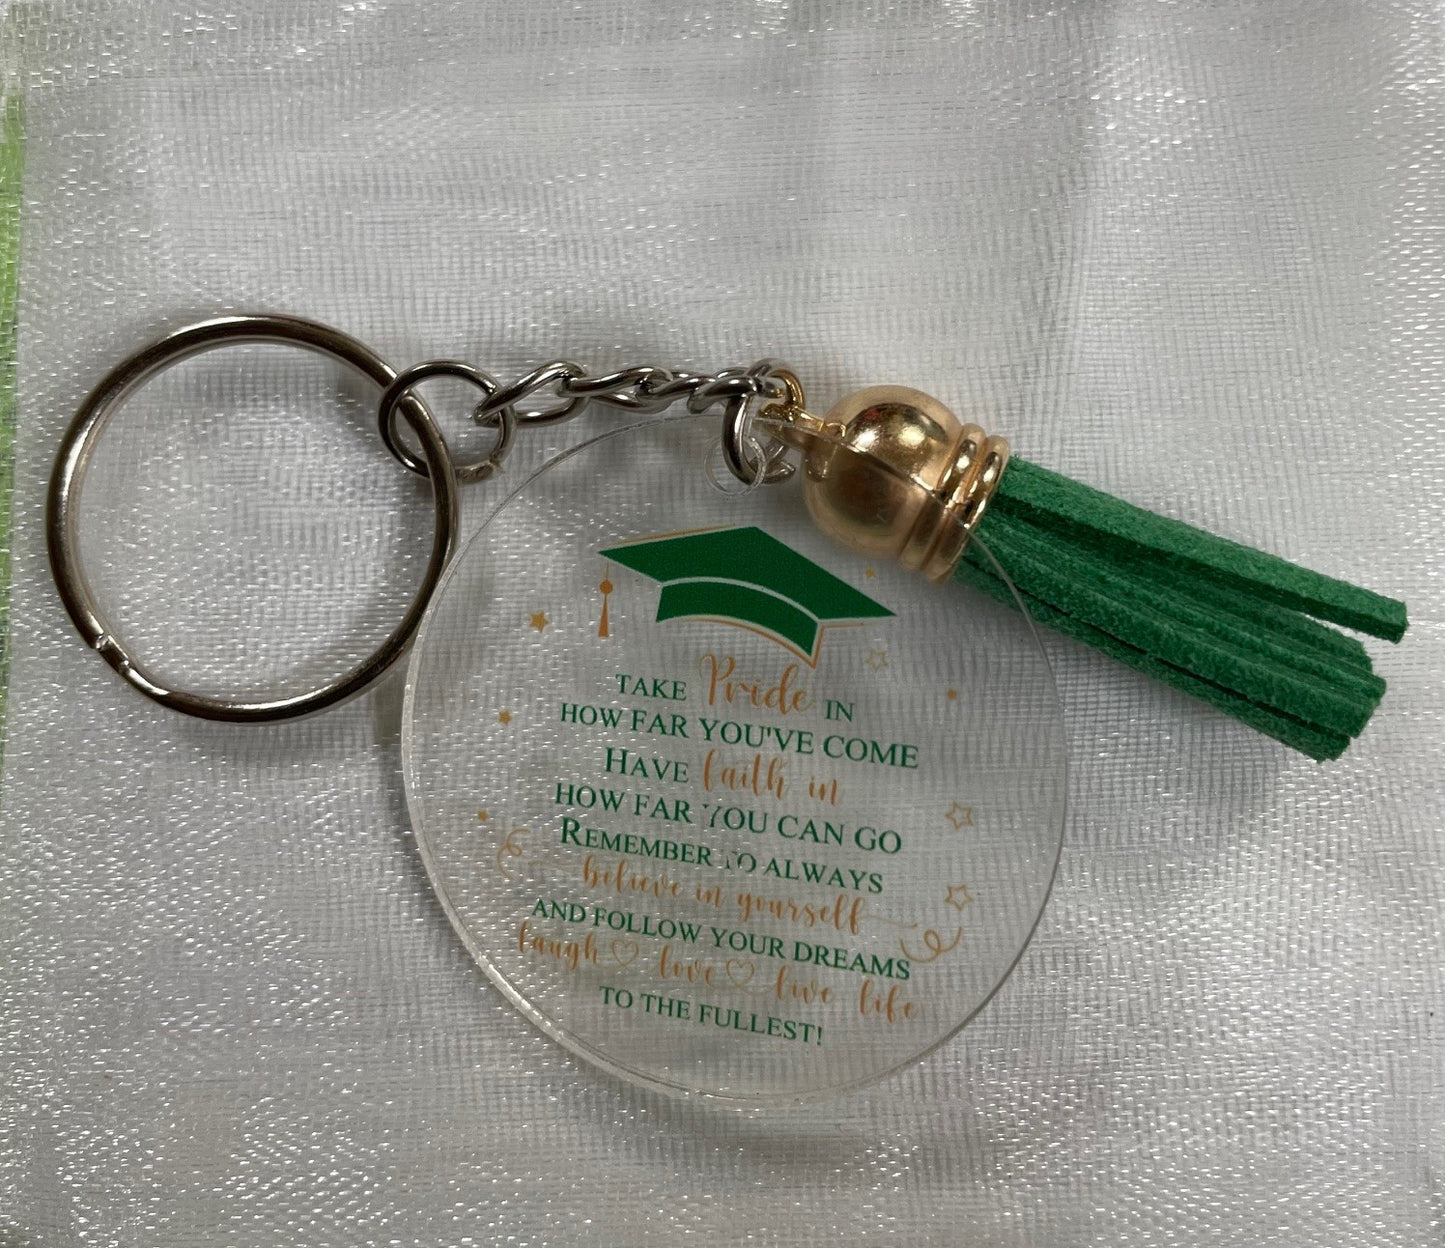 TAKE Pride IN
HOW FAR YOU'VE COME
HAVE faith in
HOW FAR YOU CAN GO
REMEMBER TO ALWAYS
believe in yourself
AND FOLLOW YOUR DREAMS
laugh love live life
TO THE FULLEST!